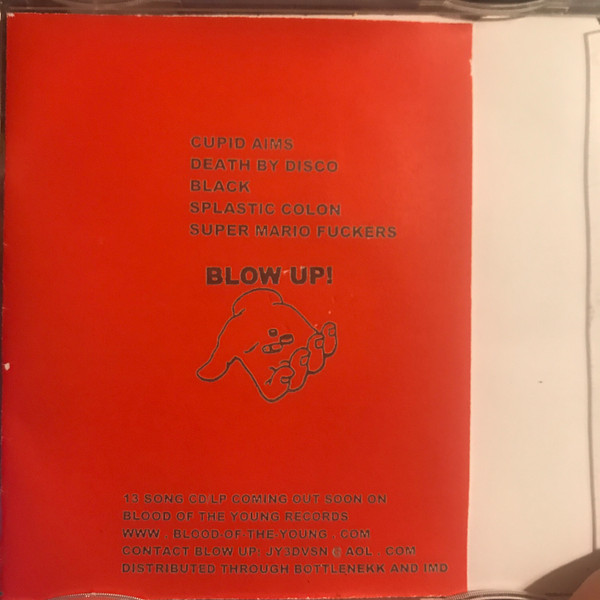 CUPID AIMS
DEATH BY DISCO
BLACK
SPLASTIC COLON
SUPER MARIO FUCKERS
BLOW UP!
13 SONG CD/LP COMING OUT SOON ON
BLOOD OF THE YOUNG RECORDS
WWW . BLOOD-OF-THE-YOUNG . COM
CONTACT BLOW UP: JY3DVSN @ AOL . COM
DISTRIBUTED THROUGH BOTTLENEKK AND IMD